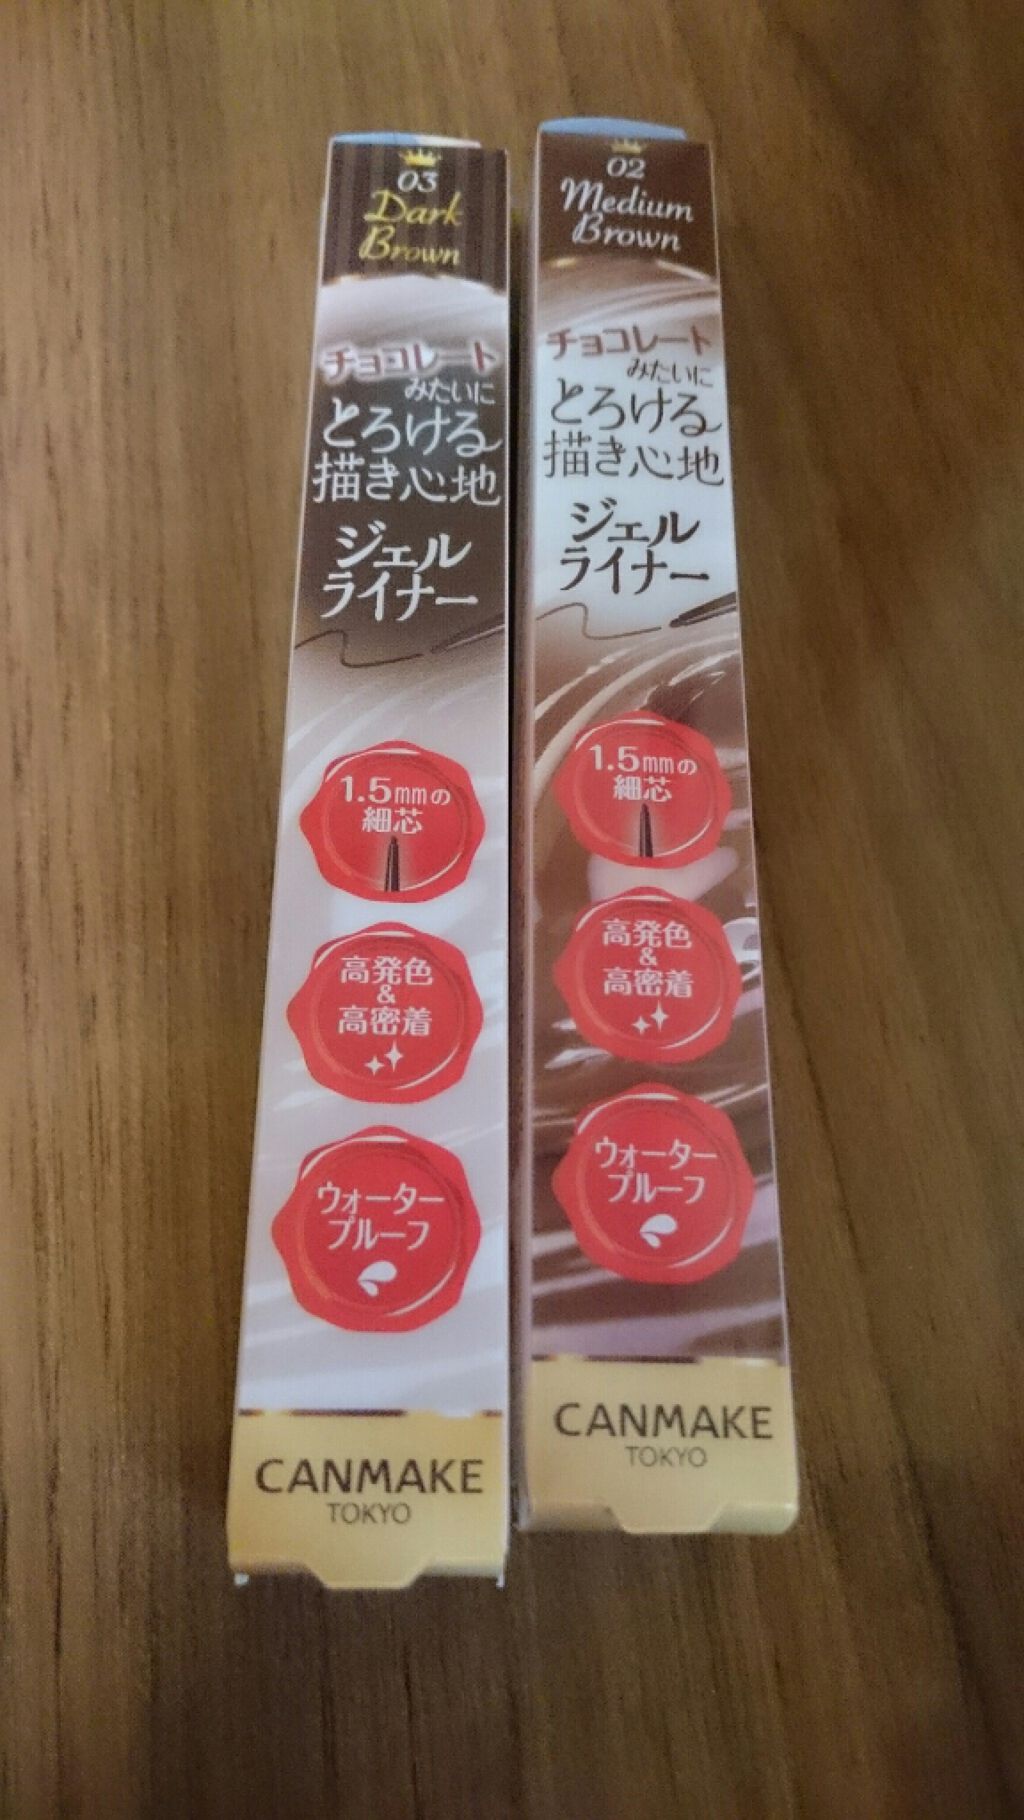 03
Dark
Brown
チョコレート
みたいに
とろける
描き心地
ジェル
ライナー
1.5mmの
細芯
高発色
&
高密着
ウォーター
プルーフ
CANMAKE
TOKYO
02
Medium
Brown
チョコレート
みたいに
とろける
描き心地
ジェル
ライナー
1.5mmの
細芯
高発色
&
高密着
ウォーター
プルーフ
CANMAKE
TOKYO